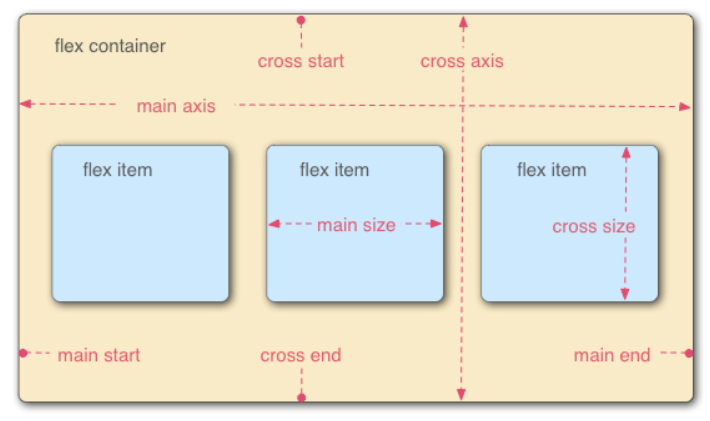 flex container
cross start
cross axis
main axis
flex item
flex item
flex item
main size
cross size
main start
cross end
main end